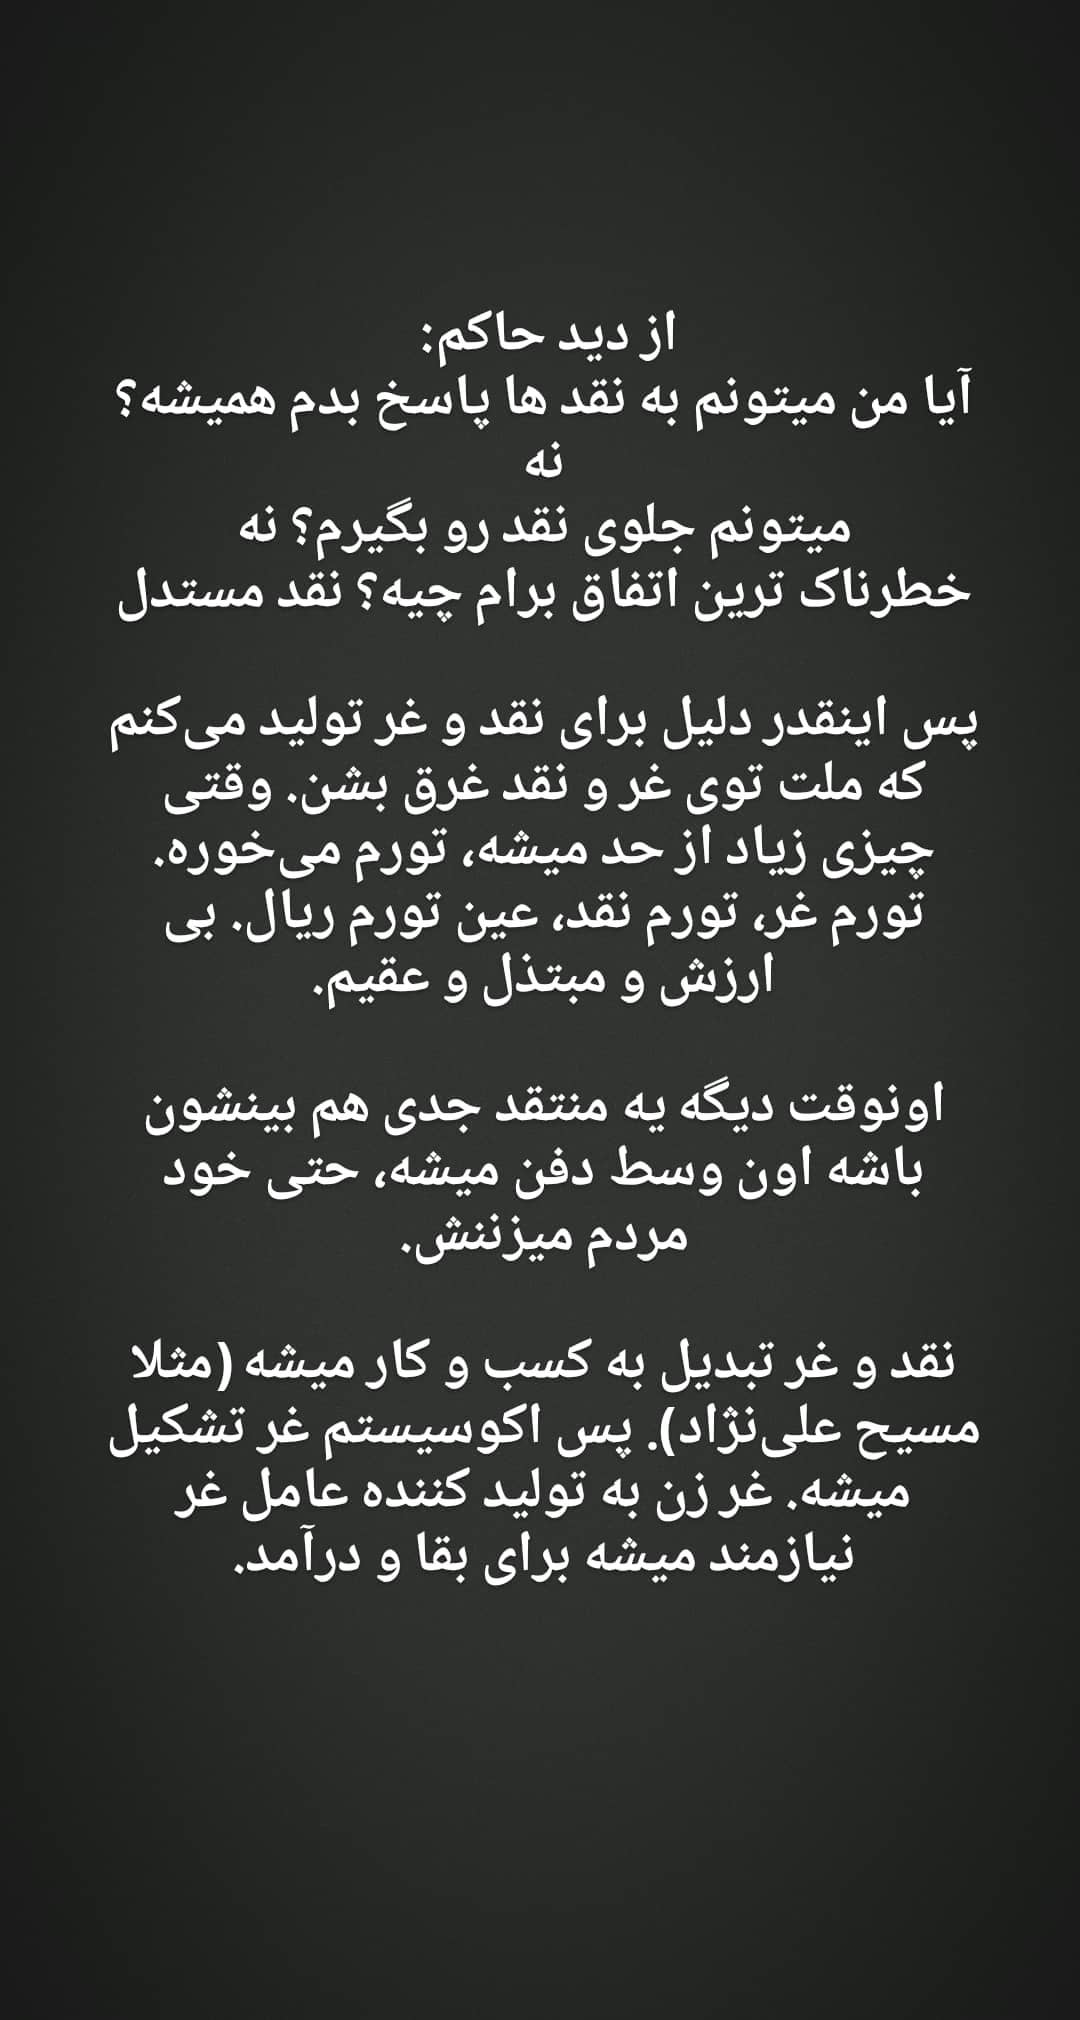 از دید حاکم:
آیا من میتونم به نقد ها پاسخ بدم همیشه؟
نه
میتونم جلوی نقد رو بگیرم؟ نه
خطرناک ترین اتفاق برام چیه؟ نقد مستدل
پس اینقدر دلیل برای نقد و غر تولید می‌کنم
که ملت توی غر و نقد غرق بشن. وقتی
چیزی زیاد از حد میشه، تورم می‌خوره.
تورم غر، تورم نقد، عین تورم ریال. بی
ارزش و مبتذل و عقیم.
اونوقت دیگه یه منتقد جدی هم بینشون
باشه اون وسط دفن میشه، حتی خود
مردم میزننش.
نقد و غر تبدیل به کسب و کار میشه (مثلا
مسیح علی‌نژاد). پس اکوسیستم غر تشکیل
میشه. غر زن به تولید کننده عامل غر
نیازمند میشه برای بقا و درآمد.